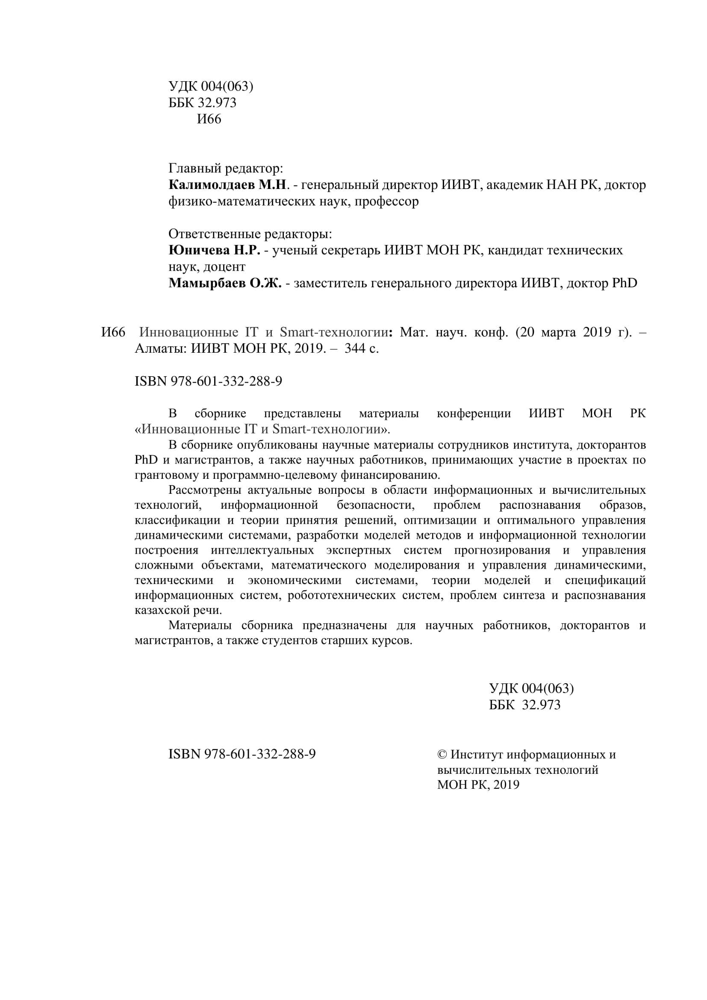 УДК 004(063)
ББК 32.973
И66
Главный редактор:
Калимолдаев М.Н. - генеральный директор ИИВТ, академик НАН РК, доктор
физико-математических наук, профессор
Ответственные редакторы:
Юничева Н.Р. - ученый секретарь ИИВТ МОН РК, кандидат технических
наук, доцент
Мамырбаев О.Ж. - заместитель генерального директора ИИВТ, доктор PhD
И66 Инновационные IT и Smart-технологии: Мат. науч. конф. (20 марта 2019 г). –
Алматы: ИИВТ МОН РК, 2019. – 344 с.
ISBN 978-601-332-288-9
В сборнике представлены материалы конференции ИИВТ МОН РК
«Инновационные IT и Smart-технологии».
В сборнике опубликованы научные материалы сотрудников института, докторантов
PhD и магистрантов, а также научных работников, принимающих участие в проектах по
грантовому и программно-целевому финансированию.
Рассмотрены актуальные вопросы в области информационных и вычислительных
технологий, информационной безопасности, проблем распознавания образов,
классификации и теории принятия решений, оптимизации и оптимального управления
динамическими системами, разработки моделей методов и информационной технологии
построения интеллектуальных экспертных систем прогнозирования и управления
сложными объектами, математического моделирования и управления динамическими,
техническими и экономическими системами, теории моделей и спецификаций
информационных систем, робототехнических систем, проблем синтеза и распознавания
казахской речи.
Материалы сборника предназначены для научных работников, докторантов и
магистрантов, а также студентов старших курсов.
УДК 004(063)
ББК 32.973
ISBN 978-601-332-288-9
© Институт информационных и
вычислительных технологий
МОН РК, 2019